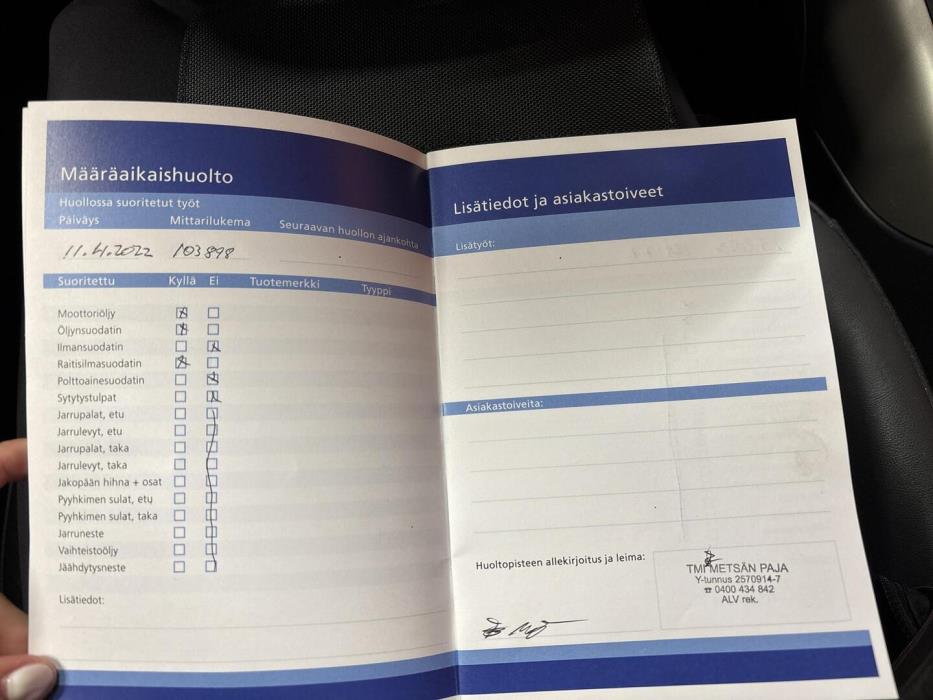 Määräaikaishuolto
Huollossa suoritetut työt
Päiväys Mittarilukema Seuraavan huollon ajankohta
11.4.2022 103898
Suoritettu Kyllä Ei Tuotemerkki Tyyppi
Moottoriöljy
Öljynsuodatin
Ilmansuodatin
Raitisilmasuodatin
Polttoainesuodatin
Sytytystulpat
Jarrupalat, etu
Jarrulevyt, etu
Jarrupalat, taka
Jarrulevyt, taka
Jakopään hihna + osat
Pyyhkimen sulat, etu
Pyyhkimen sulat, taka
Jarruneste
Vaihteistoöljy
Jäähdytysneste
Lisätiedot:
Lisätiedot ja asiakastoiveet
Lisätyöt:
Asiakastoiveita:
Huoltopisteen allekirjoitus ja leima:
TMI METSÄN PAJA
Y-tunnus 2570914-7
☎ 0400 434 842
ALV rek.